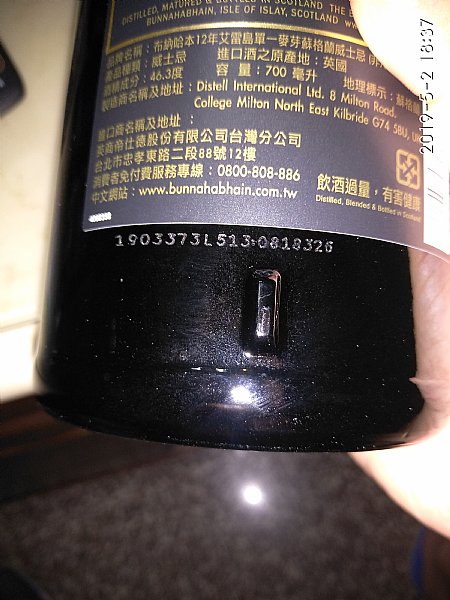 DISTILLED, MATURED & BOTTLED IN SCOTLAND THE
BUNNAHABHAIN, ISLE OF ISLAY, SCOTLAND
品牌名稱：布納哈本12年艾雷島單一麥芽蘇格蘭威士忌
產品種類：威士忌 進口酒之原產地：英國
酒精成分：46.3度 容 量：700 毫升 地理標示：蘇格蘭
製造商名稱及地址：Distell International Ltd. 8 Milton Road,
College Milton North East Kilbride G74 5BU, UK
進口商名稱及地址：
英商帝仕德股份有限公司台灣分公司
台北市忠孝東路二段88號12樓
消費者免付費服務專線：0800-808-886
中文網站：www.bunnahabhain.com.tw
飲酒過量，有害健康
Distilled, Blended & Bottled in Scotland
1903373L513:0818326
2019-5-2 18:37